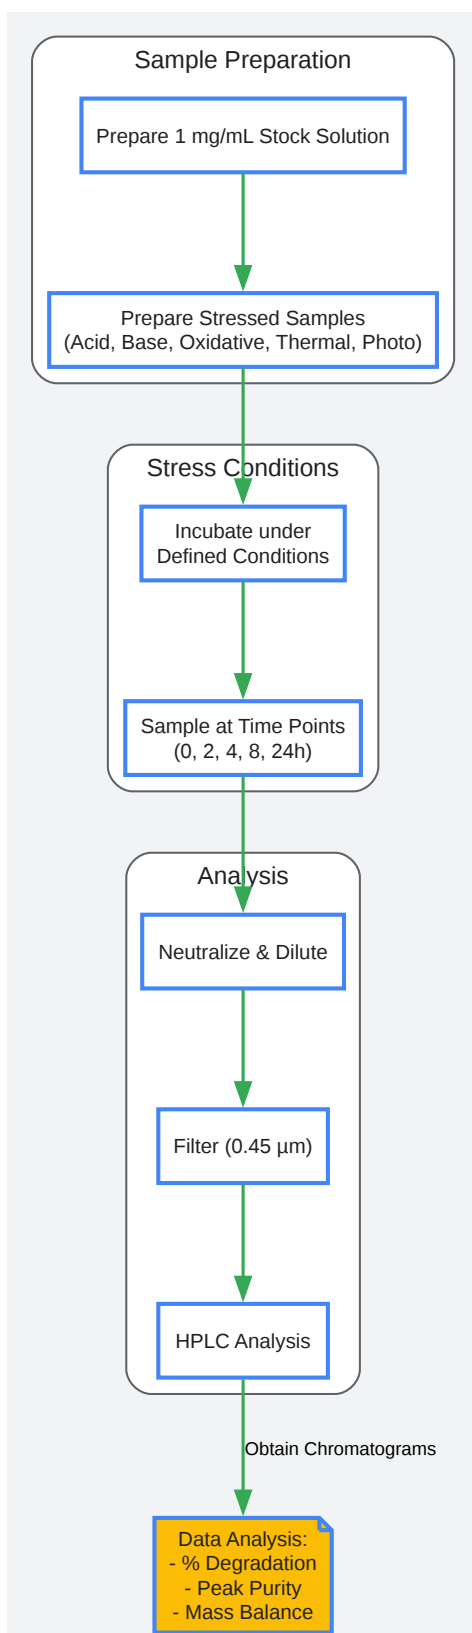 Sample Preparation
Prepare 1 mg/mL Stock Solution
Prepare Stressed Samples
(Acid, Base, Oxidative, Thermal, Photo)
Stress Conditions
Incubate under
Defined Conditions
Sample at Time Points
(0, 2, 4, 8, 24h)
Analysis
Neutralize & Dilute
Filter (0.45 µm)
HPLC Analysis
Obtain Chromatograms
Data Analysis:
- % Degradation
- Peak Purity
- Mass Balance